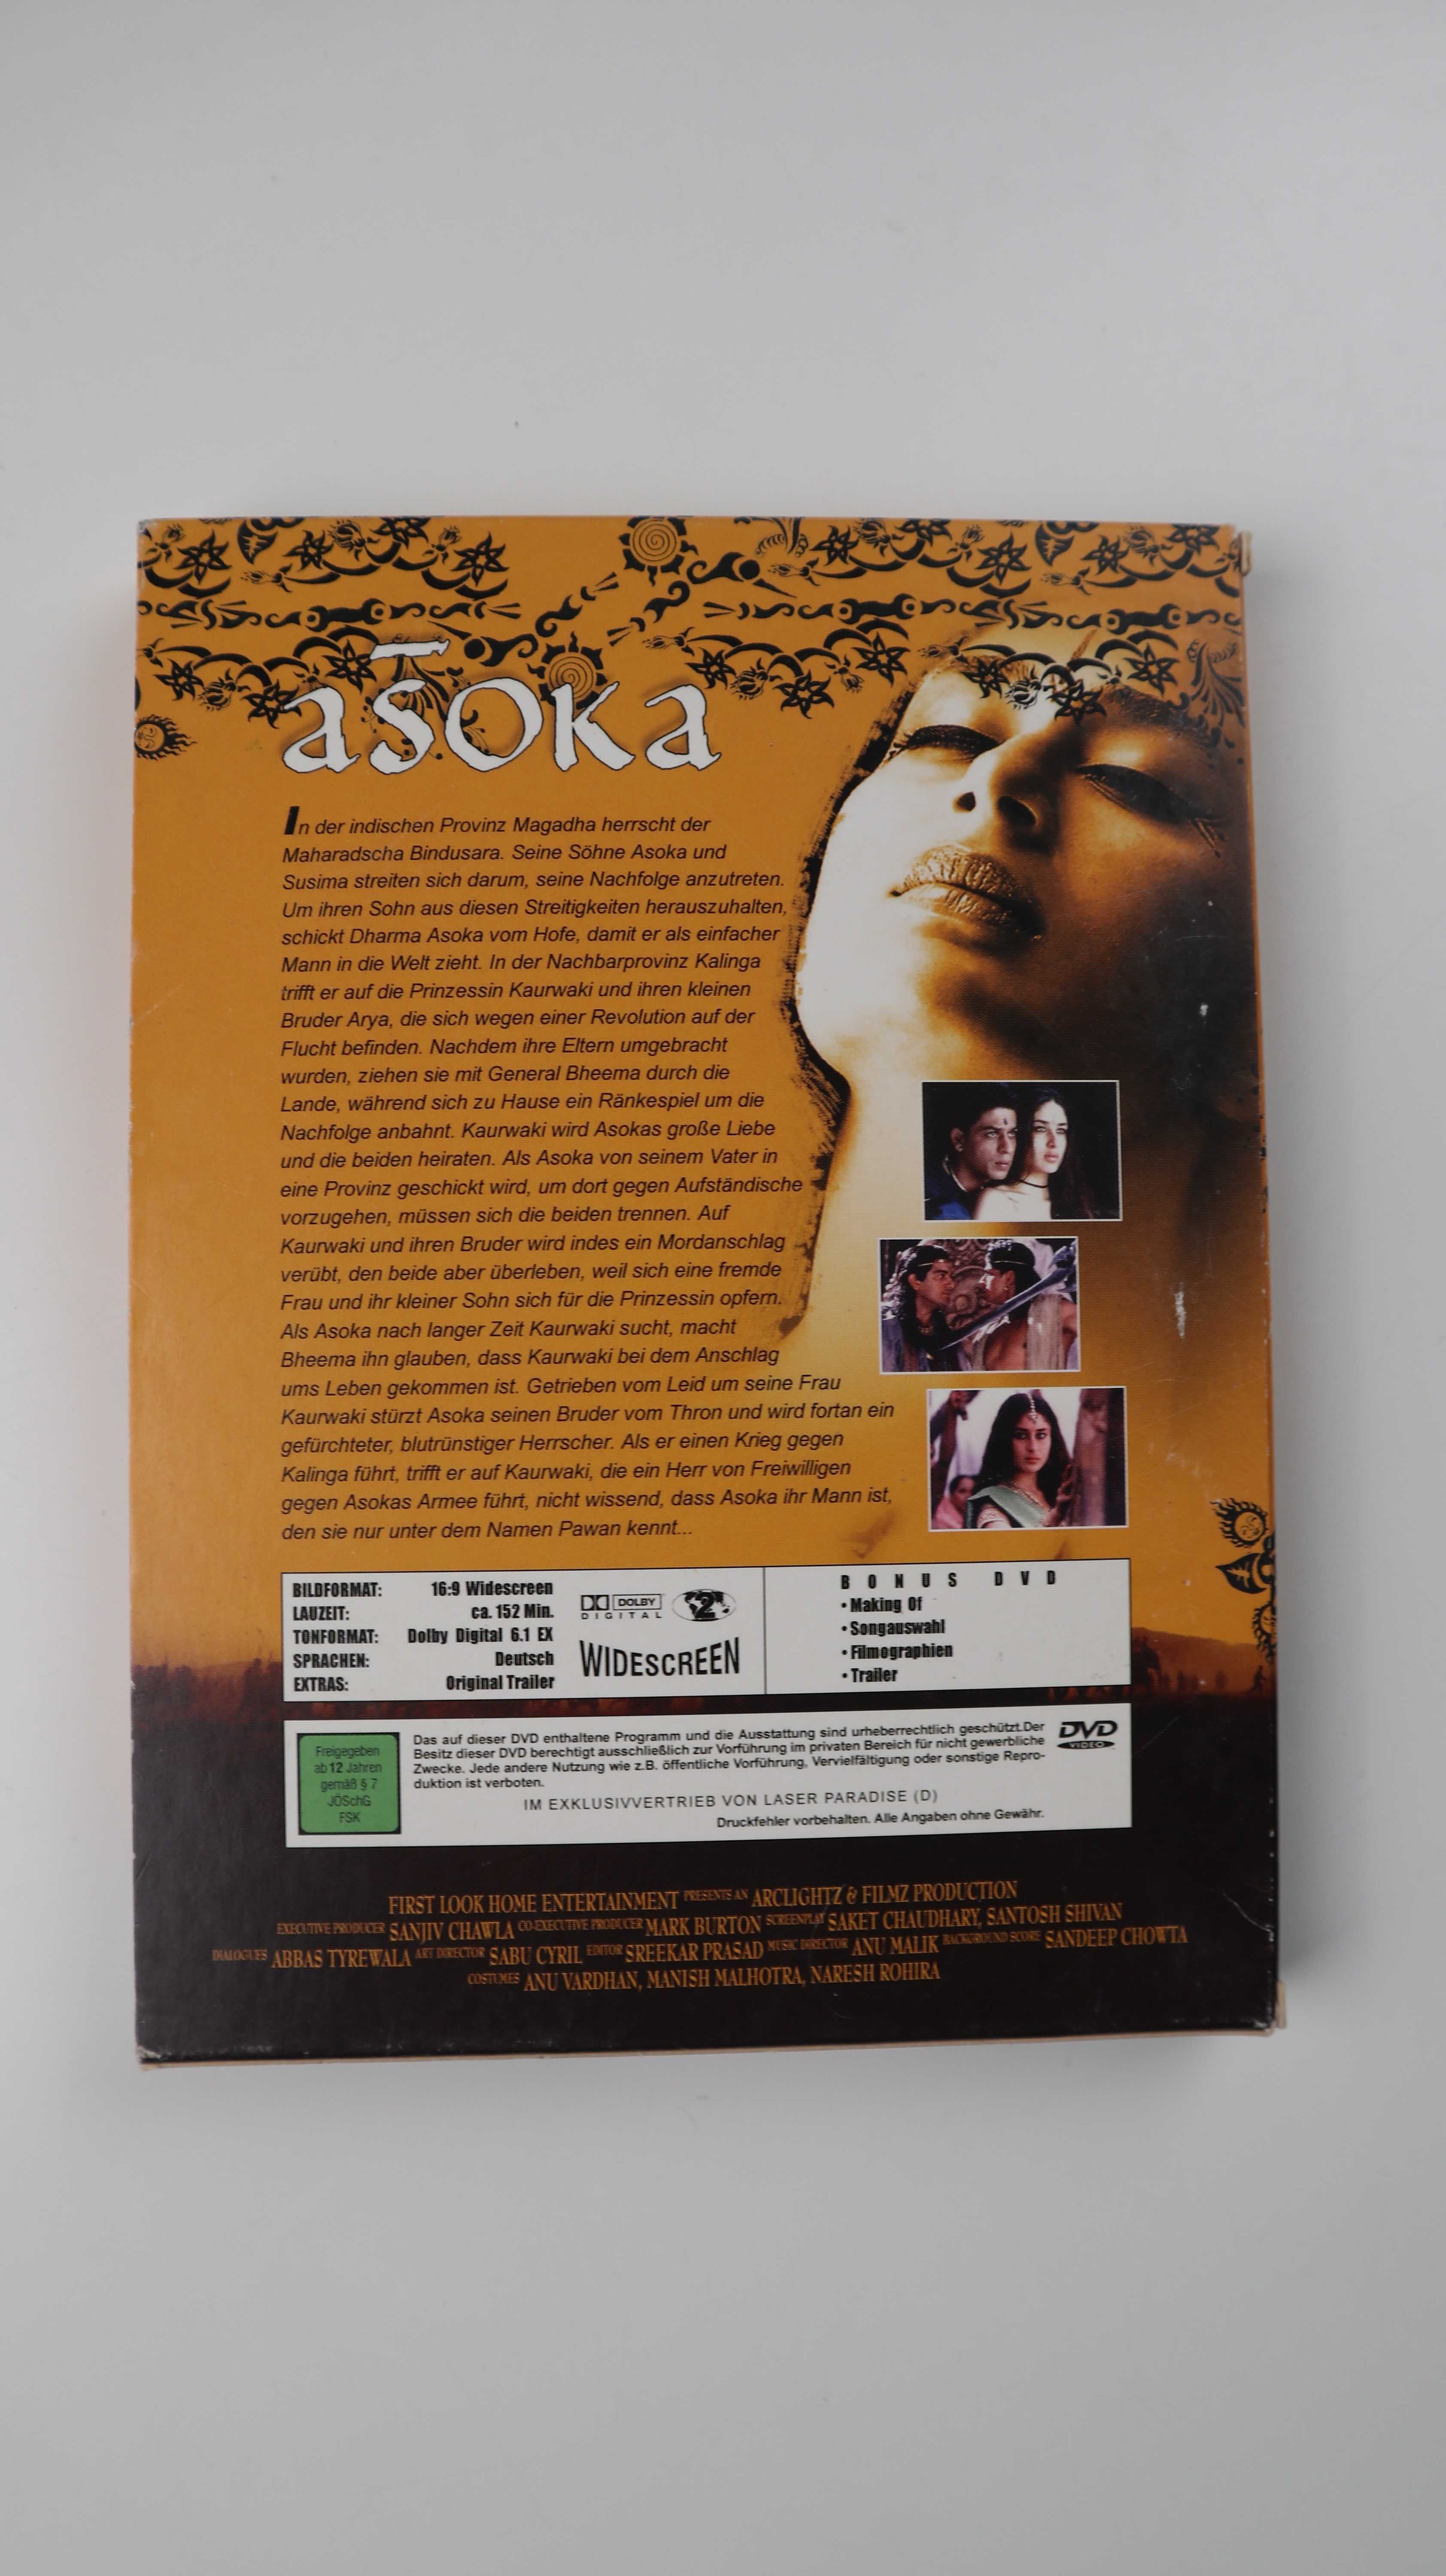 aśoka
In der indischen Provinz Magadha herrscht der
Maharadscha Bindusara. Seine Söhne Asoka und
Susima streiten sich darum, seine Nachfolge anzutreten.
Um ihren Sohn aus diesen Streitigkeiten herauszuhalten,
schickt Dharma Asoka vom Hofe, damit er als einfacher
Mann in die Welt zieht. In der Nachbarprovinz Kalinga
trifft er auf die Prinzessin Kaurwaki und ihren kleinen
Bruder Arya, die sich wegen einer Revolution auf der
Flucht befinden. Nachdem ihre Eltern umgebracht
wurden, ziehen sie mit General Bheema durch die
Lande, während sich zu Hause ein Ränkespiel um die
Nachfolge anbahnt. Kaurwaki wird Asokas große Liebe
und die beiden heiraten. Als Asoka von seinem Vater in
eine Provinz geschickt wird, um dort gegen Aufständische
vorzugehen, müssen sich die beiden trennen. Auf
Kaurwaki und ihren Bruder wird indes ein Mordanschlag
verübt, den beide aber überleben, weil sich eine fremde
Frau und ihr kleiner Sohn sich für die Prinzessin opfern.
Als Asoka nach langer Zeit Kaurwaki sucht, macht
Bheema ihn glauben, dass Kaurwaki bei dem Anschlag
ums Leben gekommen ist. Getrieben vom Leid um seine Frau
Kaurwaki stürzt Asoka seinen Bruder vom Thron und wird fortan ein
gefürchteter, blutrünstiger Herrscher. Als er einen Krieg gegen
Kalinga führt, trifft er auf Kaurwaki, die ein Herr von Freiwilligen
gegen Asokas Armee führt, nicht wissend, dass Asoka ihr Mann ist,
den sie nur unter dem Namen Pawan kennt...
BILDFORMAT: 16:9 Widescreen
LAUZEIT: ca. 152 Min.
TONFORMAT: Dolby Digital 6.1 EX
SPRACHEN: Deutsch
EXTRAS: Original Trailer
DOLBY
DIGITAL
2
WIDESCREEN
BONUS DVD
• Making Of
• Songauswahl
• Filmographien
• Trailer
Freigegeben
ab 12 Jahren
gemäß § 7
JÖSchG
FSK
Das auf dieser DVD enthaltene Programm und die Ausstattung sind urheberrechtlich geschützt.Der
Besitz dieser DVD berechtigt ausschließlich zur Vorführung im privaten Bereich für nicht gewerbliche
Zwecke. Jede andere Nutzung wie z.B. öffentliche Vorführung, Vervielfältigung oder sonstige Repro-
duktion ist verboten.
IM EXKLUSIVVERTRIEB VON LASER PARADISE (D)
Druckfehler vorbehalten. Alle Angaben ohne Gewähr.
DVD
VIDEO
FIRST LOOK HOME ENTERTAINMENT PRESENTS AN ARCLIGHTZ & FILMZ PRODUCTION
EXECUTIVE PRODUCER SANJIV CHAWLA CO-EXECUTIVE PRODUCER MARK BURTON SCREENPLAY SAKET CHAUDHARY, SANTOSH SHIVAN
DIALOGUES ABBAS TYREWALA ART DIRECTOR SABU CYRIL EDITOR SREEKAR PRASAD MUSIC DIRECTOR ANU MALIK BACKGROUND SCORE SANDEEP CHOWTA
COSTUMES ANU VARDHAN, MANISH MALHOTRA, NARESH ROHIRA